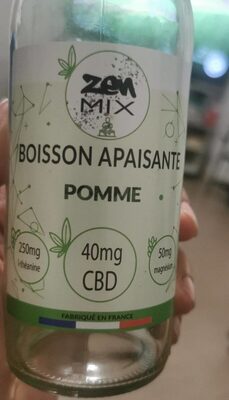 zen
MIX
BOISSON APAISANTE
POMME
250mg
l-théanine
40mg
CBD
50mg
magnésium
FABRIQUÉ EN FRANCE